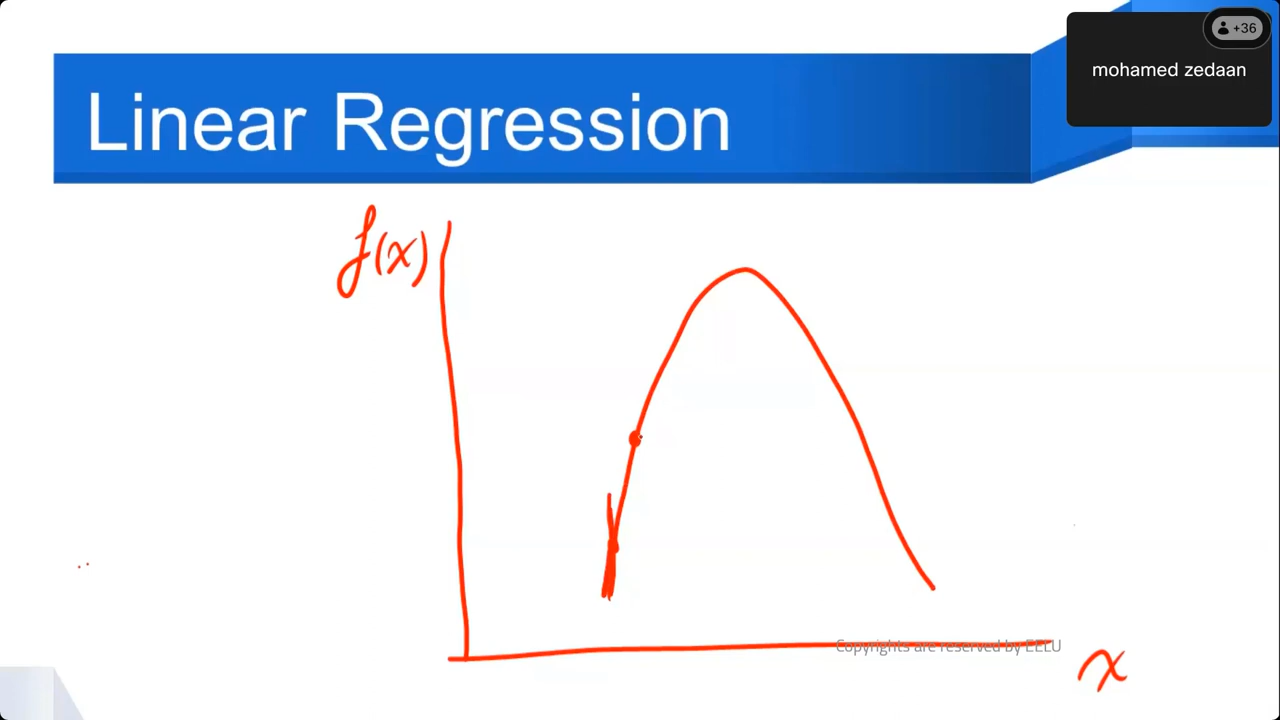 +36
mohamed zedaan
Linear Regression
f(x)
Copyrights are reserved by EELU
x